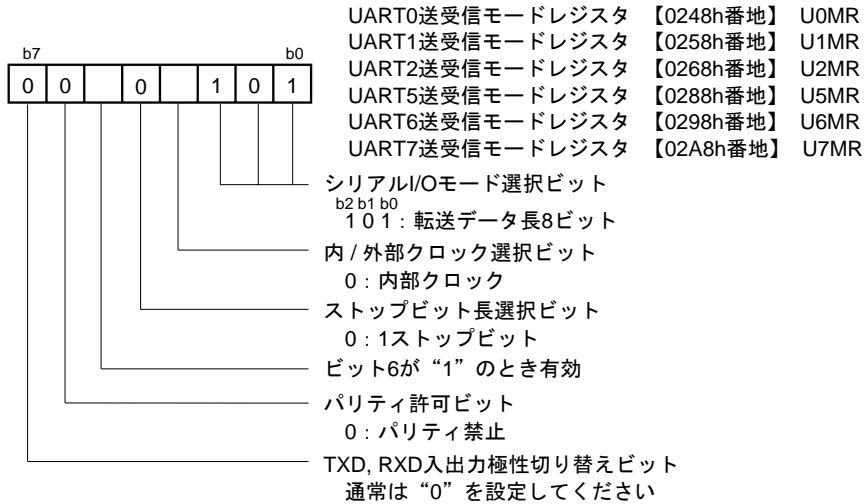 UART0送受信モードレジスタ 【0248h番地】 U0MR
UART1送受信モードレジスタ 【0258h番地】 U1MR
UART2送受信モードレジスタ 【0268h番地】 U2MR
UART5送受信モードレジスタ 【0288h番地】 U5MR
UART6送受信モードレジスタ 【0298h番地】 U6MR
UART7送受信モードレジスタ 【02A8h番地】 U7MR
b7 b0
0 0 0 1 0 1
シリアルI/Oモード選択ビット
b2 b1 b0
1 0 1：転送データ長8ビット
内 / 外部クロック選択ビット
0：内部クロック
ストップビット長選択ビット
0：1ストップビット
ビット6が“1”のとき有効
パリティ許可ビット
0：パリティ禁止
TXD, RXD入出力極性切り替えビット
通常は“0”を設定してください